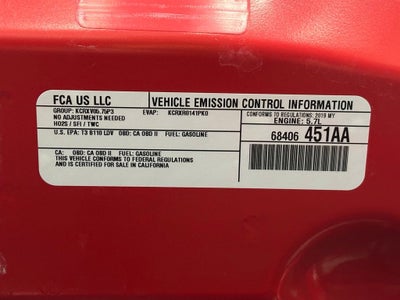 FCA US LLC
VEHICLE EMISSION CONTROL INFORMATION
GROUP: KCRXV05.75P3 EVAP: KCRXR0141PK0
CONFORMS TO REGULATIONS: 2019 MY
NO ADJUSTMENTS NEEDED
ENGINE: 5.7L
HO2S / SFI / TWC
68406 451AA
U.S. EPA: T3 B110 LDV OBD: CA OBD II FUEL: GASOLINE
CA: OBD: CA OBD II FUEL: GASOLINE
THIS VEHICLE CONFORMS TO FEDERAL REGULATIONS
AND IS CERTIFIED FOR SALE IN CALIFORNIA